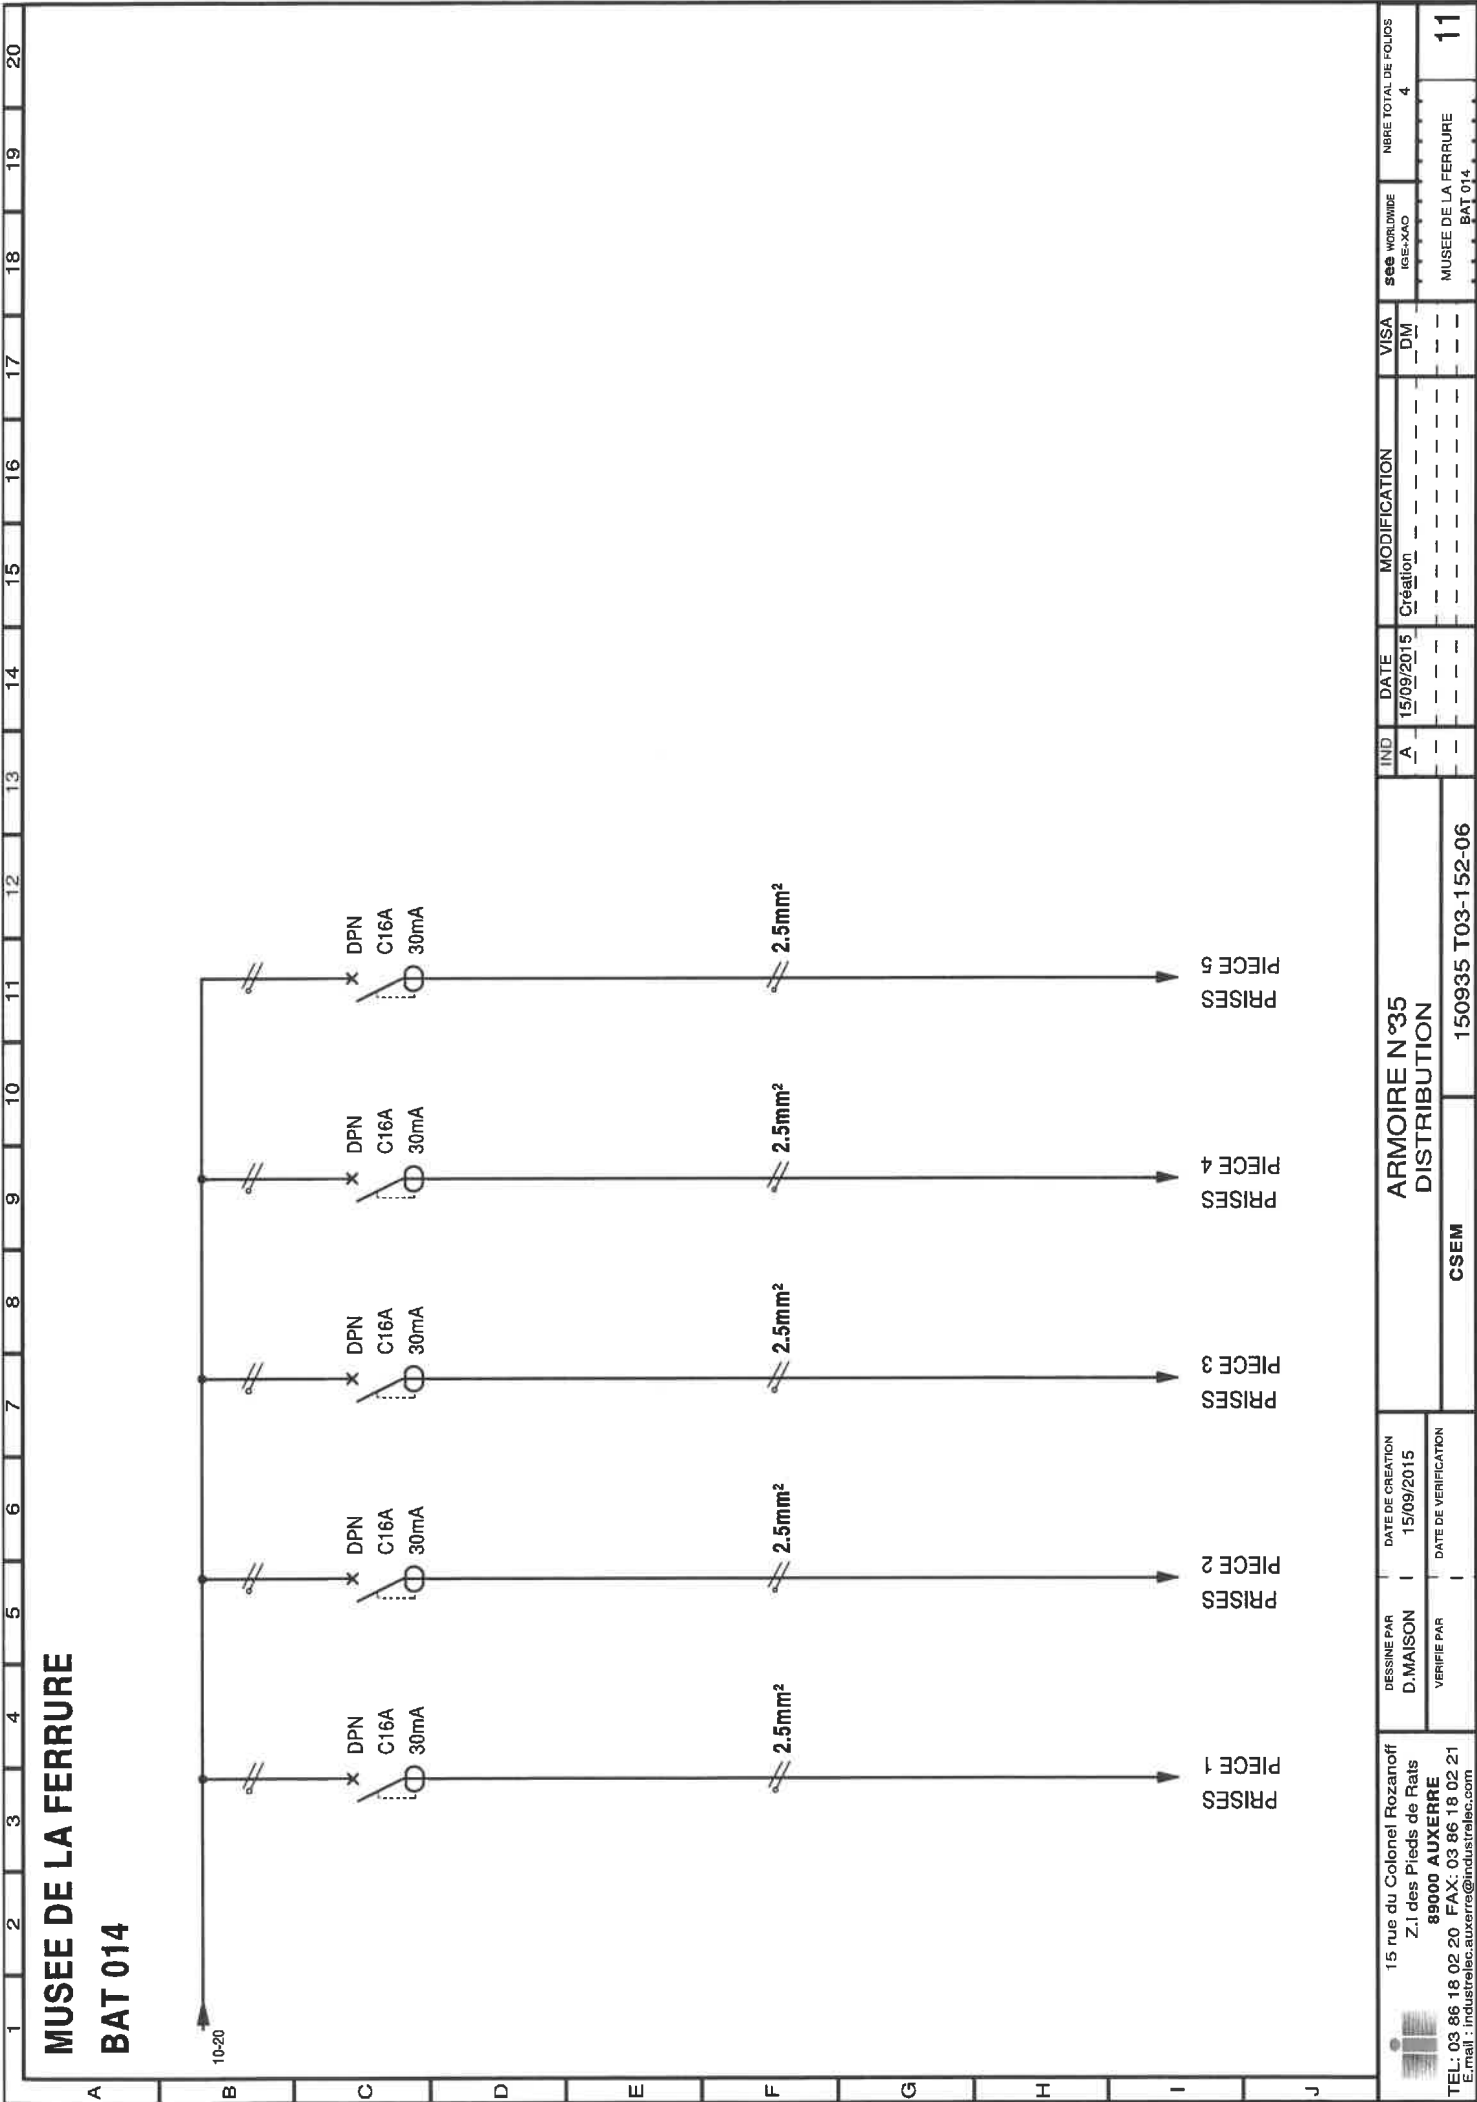 1 2 3 4 5 6 7 8 9 10 11 12 13 14 15 16 17 18 19 20
A
B
C
D
E
F
G
H
I
J
MUSEE DE LA FERRURE
BAT 014
10-20
DPN
C16A
30mA
2.5mm²
PRISES
PIECE 1
DPN
C16A
30mA
2.5mm²
PRISES
PIECE 2
DPN
C16A
30mA
2.5mm²
PRISES
PIECE 3
DPN
C16A
30mA
2.5mm²
PRISES
PIECE 4
DPN
C16A
30mA
2.5mm²
PRISES
PIECE 5
15 rue du Colonel Rozanoff
Z.I des Pieds de Rats
89000 AUXERRE
TEL: 03 86 18 02 20 FAX: 03 86 18 02 21
E.mail : industrelec.auxerre@industrelec.com
DESSINE PAR
D.MAISON
DATE DE CREATION
15/09/2015
VERIFIE PAR
DATE DE VERIFICATION
ARMOIRE N°35
DISTRIBUTION
CSEM
150935 T03-152-06
IND DATE MODIFICATION VISA
A 15/09/2015 Création DM
see WORLDWIDE
IGE+XAO
NBRE TOTAL DE FOLIOS
4
MUSEE DE LA FERRURE
BAT 014
11